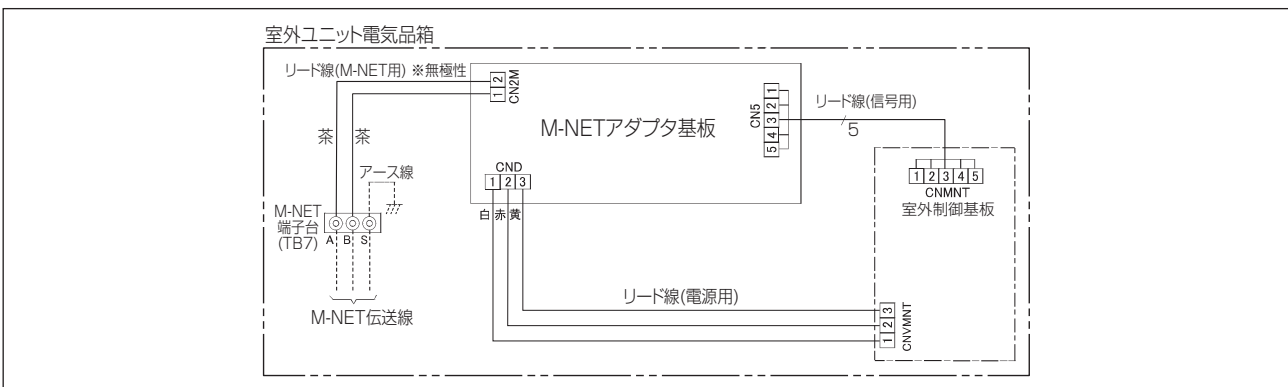 室外ユニット電気品箱
リード線(M-NET用) ※無極性
1 2
CN2M
M-NETアダプタ基板
CN5
1 2 3 4 5
リード線(信号用)
5
茶 茶
アース線
CND
1 2 3
白 赤 黄
M-NET
端子台
(TB7)
A B S
M-NET伝送線
1 2 3 4 5
CNMNT
室外制御基板
リード線(電源用)
1 2 3
CNVMNT